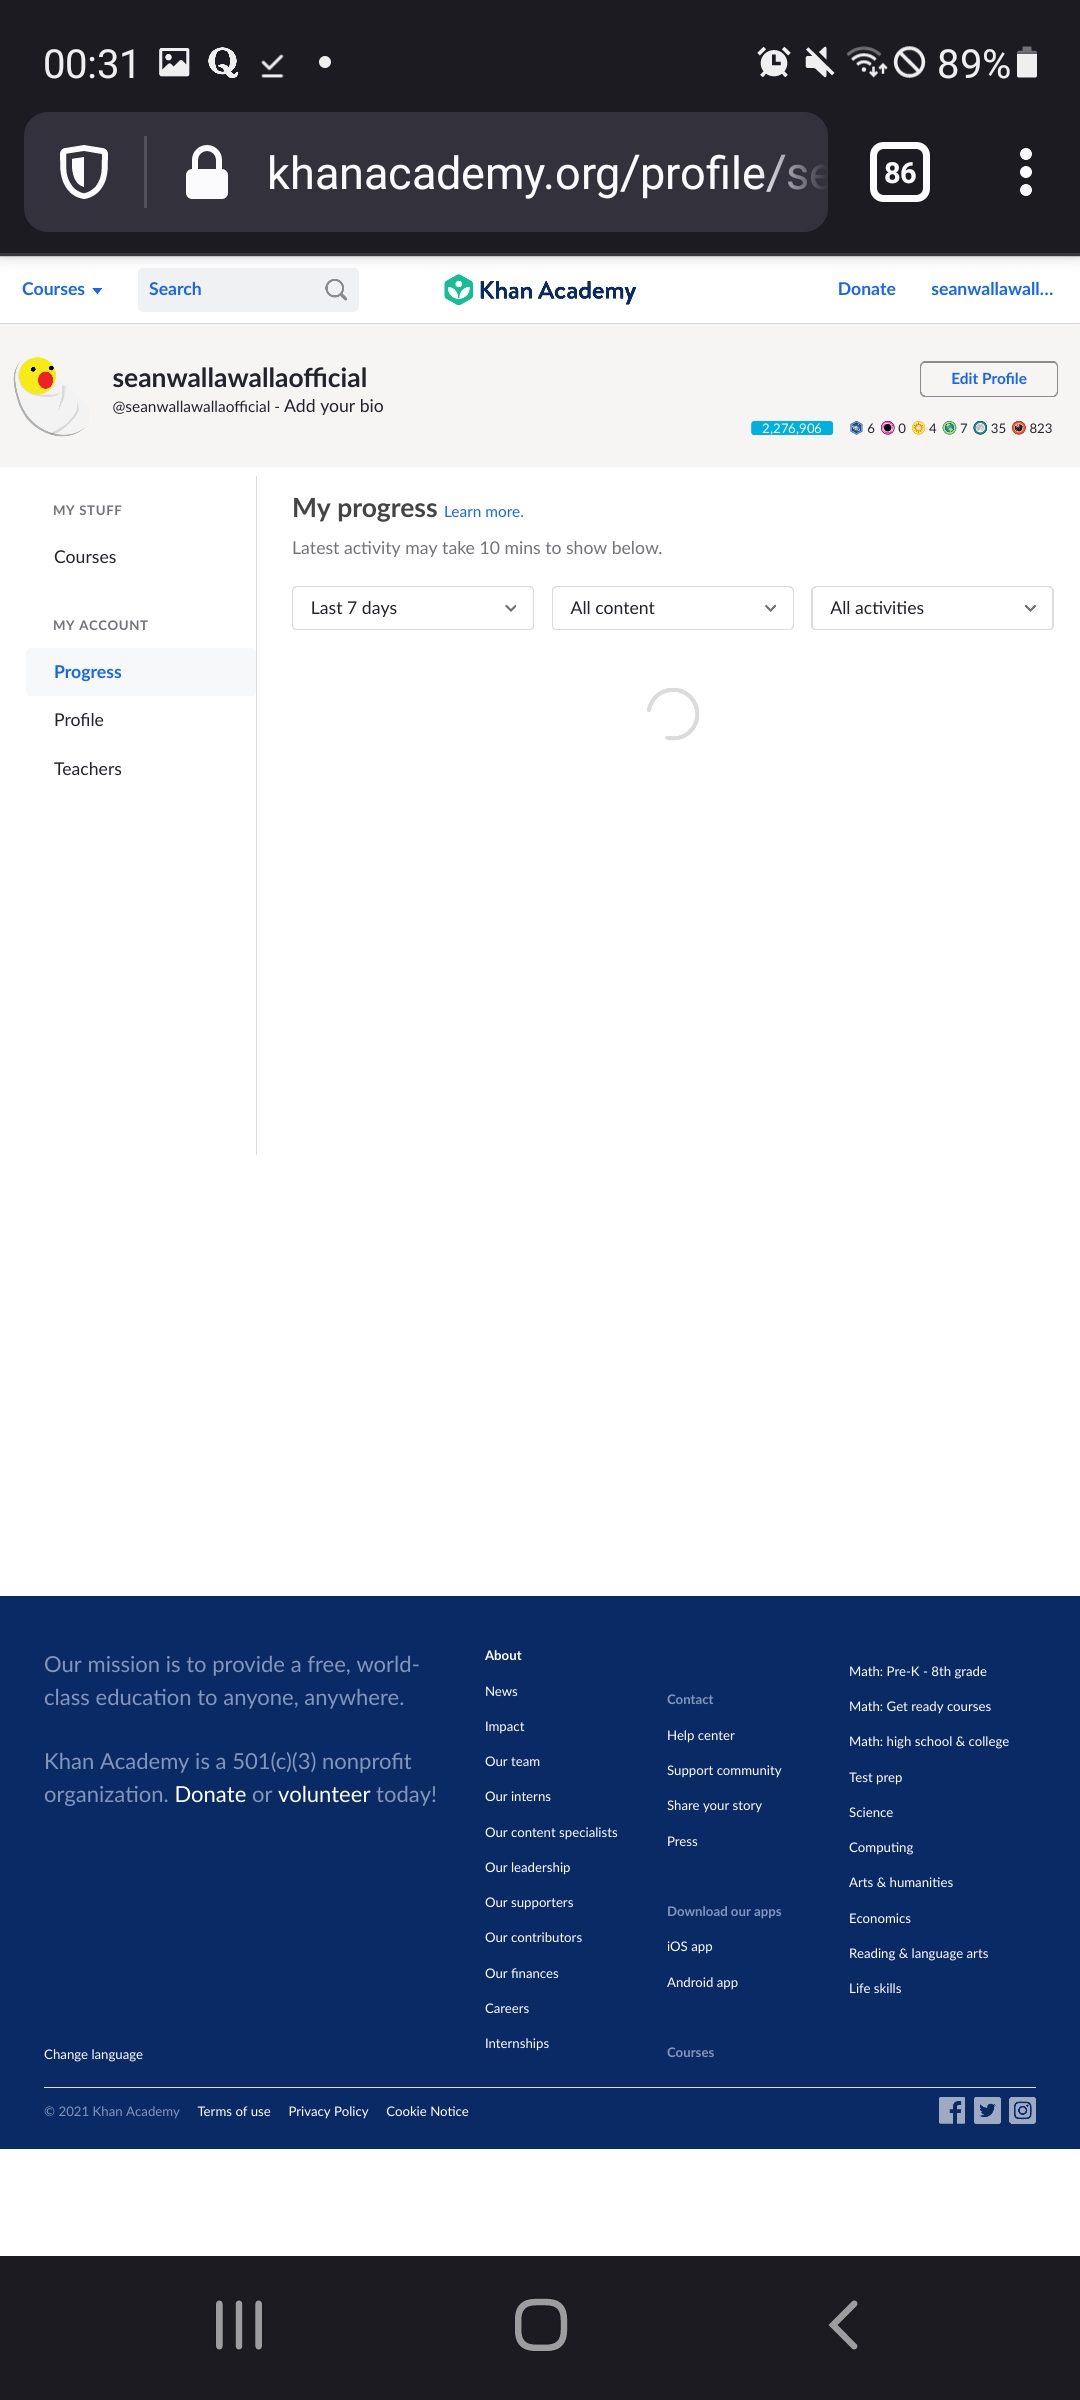 00:31
89%
khanacademy.org/profile/se
86
Courses
Search
Khan Academy
Donate
seanwallawall...
seanwallawallaofficial
@seanwallawallaofficial - Add your bio
Edit Profile
2,276,906
6 0 4 7 35 823
MY STUFF
Courses
MY ACCOUNT
Progress
Profile
Teachers
My progress Learn more.
Latest activity may take 10 mins to show below.
Last 7 days
All content
All activities
Our mission is to provide a free, world-
class education to anyone, anywhere.
Khan Academy is a 501(c)(3) nonprofit
organization. Donate or volunteer today!
Change language
About
News
Impact
Our team
Our interns
Our content specialists
Our leadership
Our supporters
Our contributors
Our finances
Careers
Internships
Contact
Help center
Support community
Share your story
Press
Download our apps
iOS app
Android app
Courses
Math: Pre-K - 8th grade
Math: Get ready courses
Math: high school & college
Test prep
Science
Computing
Arts & humanities
Economics
Reading & language arts
Life skills
© 2021 Khan Academy Terms of use Privacy Policy Cookie Notice